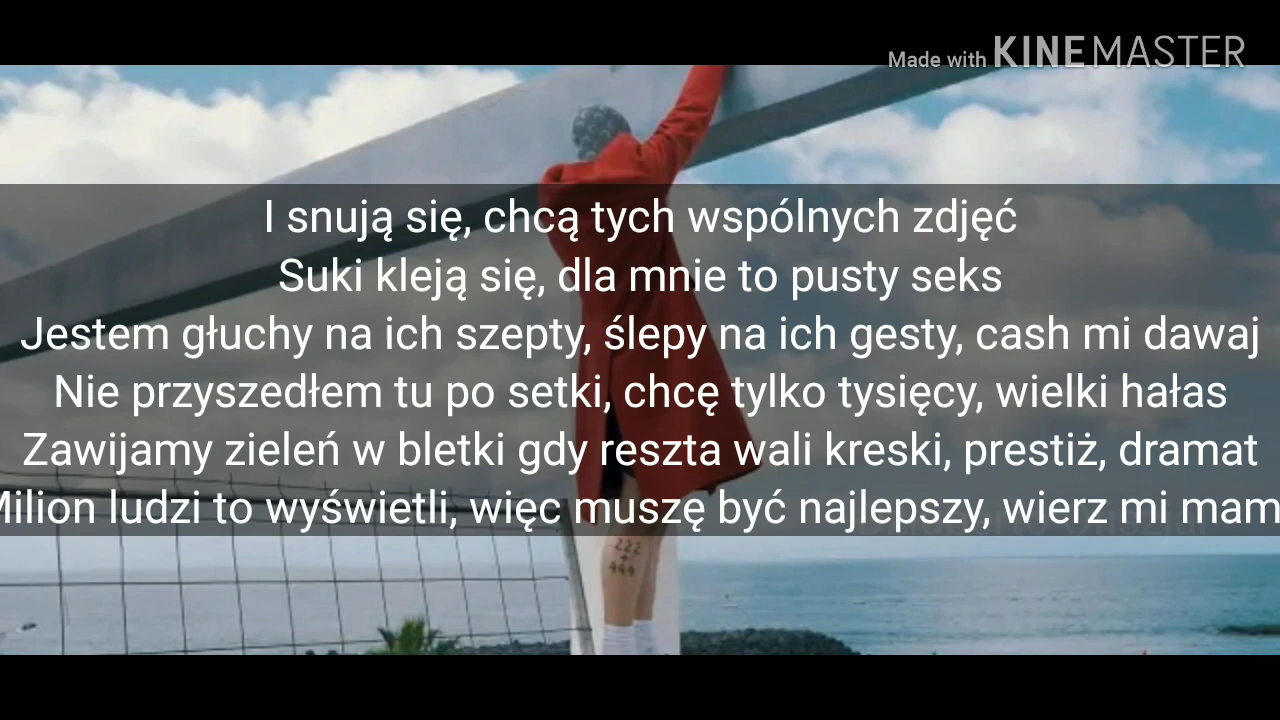 Made with KINEMASTER
I snują się, chcą tych wspólnych zdjęć
Suki kleją się, dla mnie to pusty seks
Jestem głuchy na ich szepty, ślepy na ich gesty, cash mi dawaj
Nie przyszedłem tu po setki, chcę tylko tysięcy, wielki hałas
Zawijamy zieleń w bletki gdy reszta wali kreski, prestiż, dramat
Milion ludzi to wyświetli, więc muszę być najlepszy, wierz mi mam
222
+
444